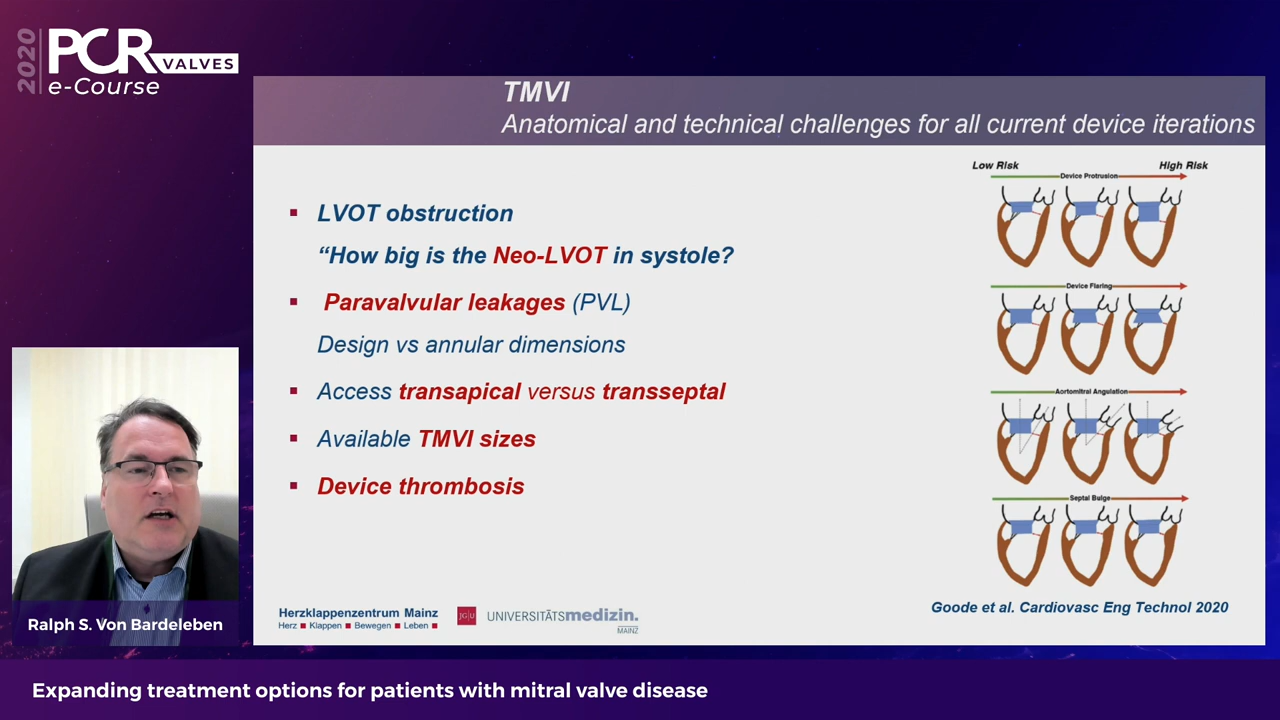 2020
PCR
VALVES
e-Course
TMVI
Anatomical and technical challenges for all current device iterations
LVOT obstruction
“How big is the Neo-LVOT in systole?
Paravalvular leakages (PVL)
Design vs annular dimensions
Access transapical versus transseptal
Available TMVI sizes
Device thrombosis
Low Risk
High Risk
Device Protrusion
Device Flaring
Aortomitral Angulation
Septal Bulge
Goode et al. Cardiovasc Eng Technol 2020
Herzklappenzentrum Mainz
Herz ■ Klappen ■ Bewegen ■ Leben ■
JGU
UNIVERSITÄTSmedizin.
MAINZ
Ralph S. Von Bardeleben
Expanding treatment options for patients with mitral valve disease